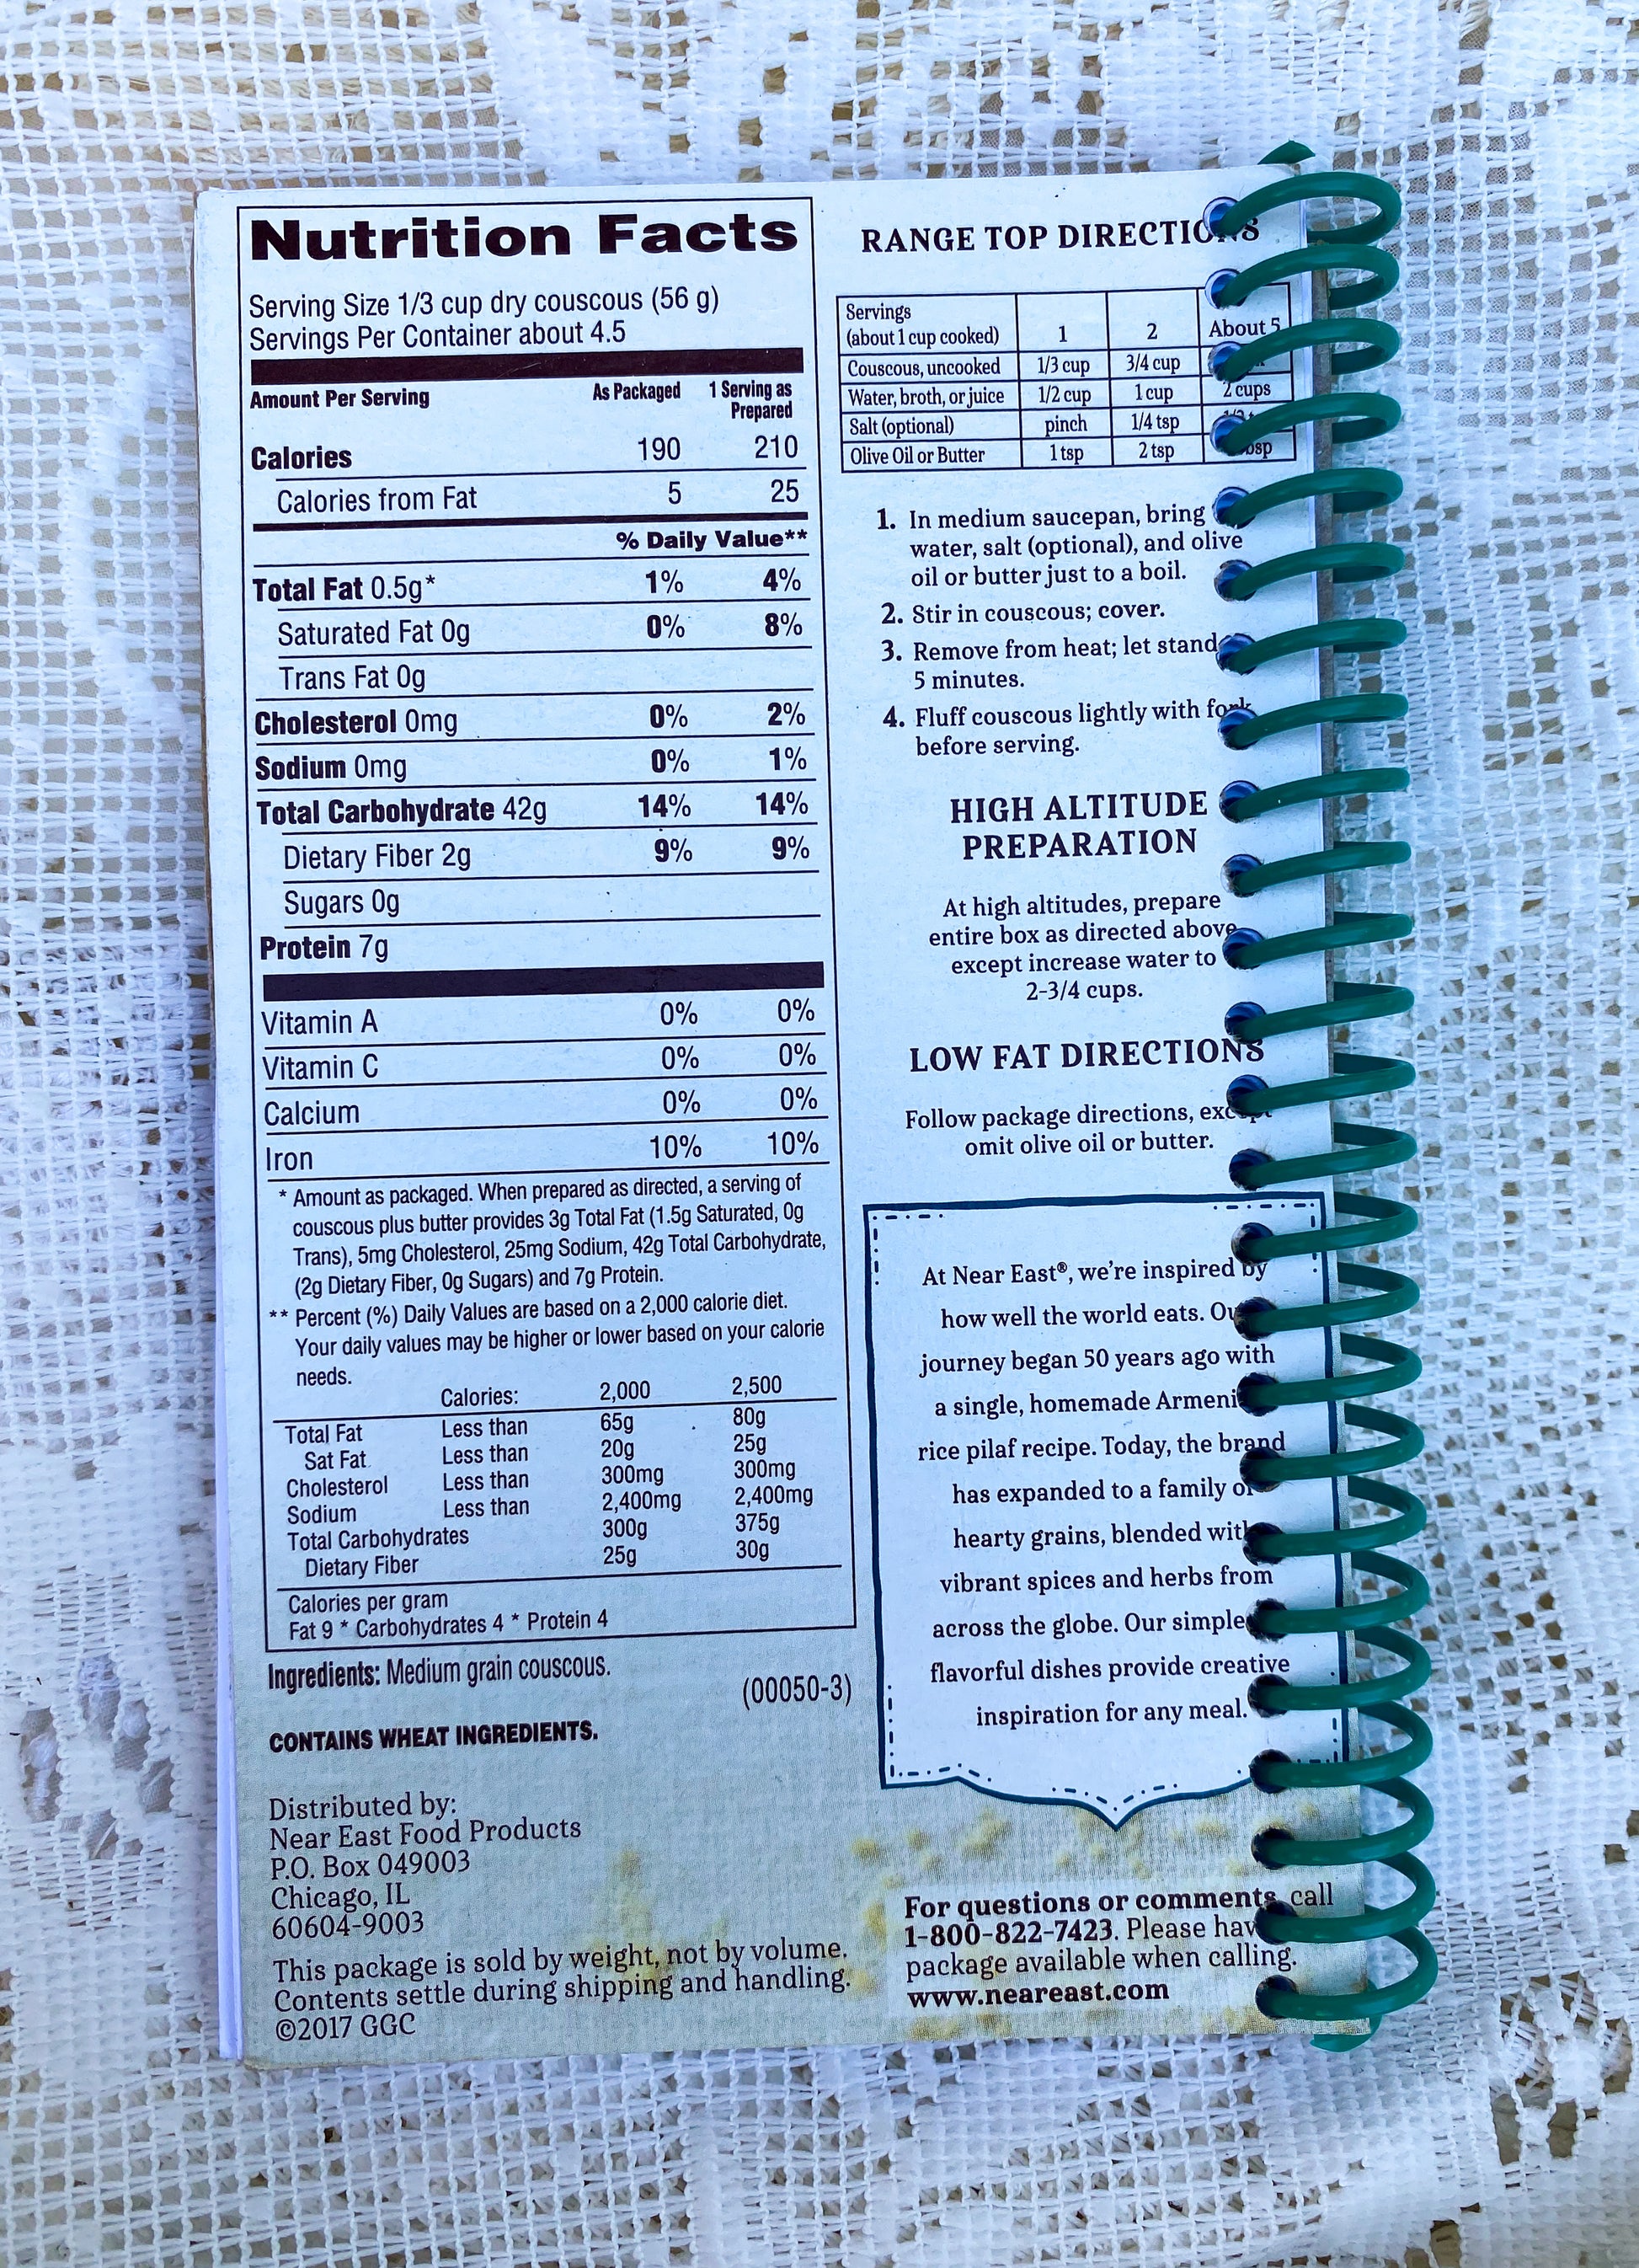 Nutrition Facts
Serving Size 1/3 cup dry couscous (56 g)
Servings Per Container about 4.5
Amount Per Serving As Packaged 1 Serving as Prepared
Calories 190 210
Calories from Fat 5 25
% Daily Value**
Total Fat 0.5g* 1% 4%
Saturated Fat 0g 0% 8%
Trans Fat 0g
Cholesterol 0mg 0% 2%
Sodium 0mg 0% 1%
Total Carbohydrate 42g 14% 14%
Dietary Fiber 2g 9% 9%
Sugars 0g
Protein 7g
Vitamin A 0% 0%
Vitamin C 0% 0%
Calcium 0% 0%
Iron 10% 10%
* Amount as packaged. When prepared as directed, a serving of
couscous plus butter provides 3g Total Fat (1.5g Saturated, 0g
Trans), 5mg Cholesterol, 25mg Sodium, 42g Total Carbohydrate,
(2g Dietary Fiber, 0g Sugars) and 7g Protein.
** Percent (%) Daily Values are based on a 2,000 calorie diet.
Your daily values may be higher or lower based on your calorie
needs.
Calories: 2,000 2,500
Total Fat Less than 65g 80g
Sat Fat Less than 20g 25g
Cholesterol Less than 300mg 300mg
Sodium Less than 2,400mg 2,400mg
Total Carbohydrates 300g 375g
Dietary Fiber 25g 30g
Calories per gram
Fat 9 * Carbohydrates 4 * Protein 4
Ingredients: Medium grain couscous.
(00050-3)
CONTAINS WHEAT INGREDIENTS.
Distributed by:
Near East Food Products
P.O. Box 049003
Chicago, IL
60604-9003
This package is sold by weight, not by volume.
Contents settle during shipping and handling.
©2017 GGC
RANGE TOP DIRECTIONS
Servings
(about 1 cup cooked) 1 2 About 5
Couscous, uncooked 1/3 cup 3/4 cup
Water, broth, or juice 1/2 cup 1 cup 2 cups
Salt (optional) pinch 1/4 tsp
Olive Oil or Butter 1 tsp 2 tsp
1. In medium saucepan, bring
water, salt (optional), and olive
oil or butter just to a boil.
2. Stir in couscous; cover.
3. Remove from heat; let stand
5 minutes.
4. Fluff couscous lightly with fork
before serving.
HIGH ALTITUDE
PREPARATION
At high altitudes, prepare
entire box as directed above
except increase water to
2-3/4 cups.
LOW FAT DIRECTIONS
Follow package directions, except
omit olive oil or butter.
At Near East®, we're inspired by
how well the world eats. Our
journey began 50 years ago with
a single, homemade Armenian
rice pilaf recipe. Today, the brand
has expanded to a family of
hearty grains, blended with
vibrant spices and herbs from
across the globe. Our simple
flavorful dishes provide creative
inspiration for any meal.
For questions or comments, call
1-800-822-7423. Please have
package available when calling.
www.neareast.com